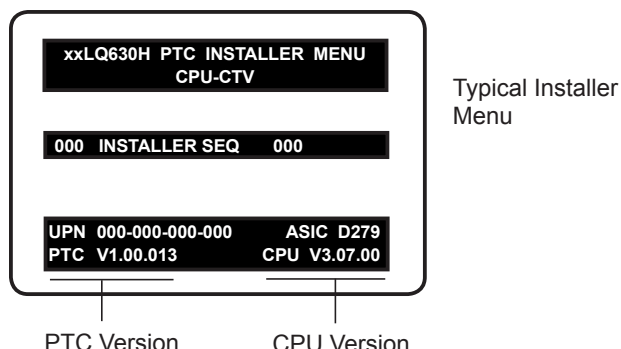 xxLQ630H PTC INSTALLER MENU
CPU-CTV
Typical Installer
Menu
000 INSTALLER SEQ 000
UPN 000-000-000-000 ASIC D279
PTC V1.00.013 CPU V3.07.00
PTC Version CPU Version